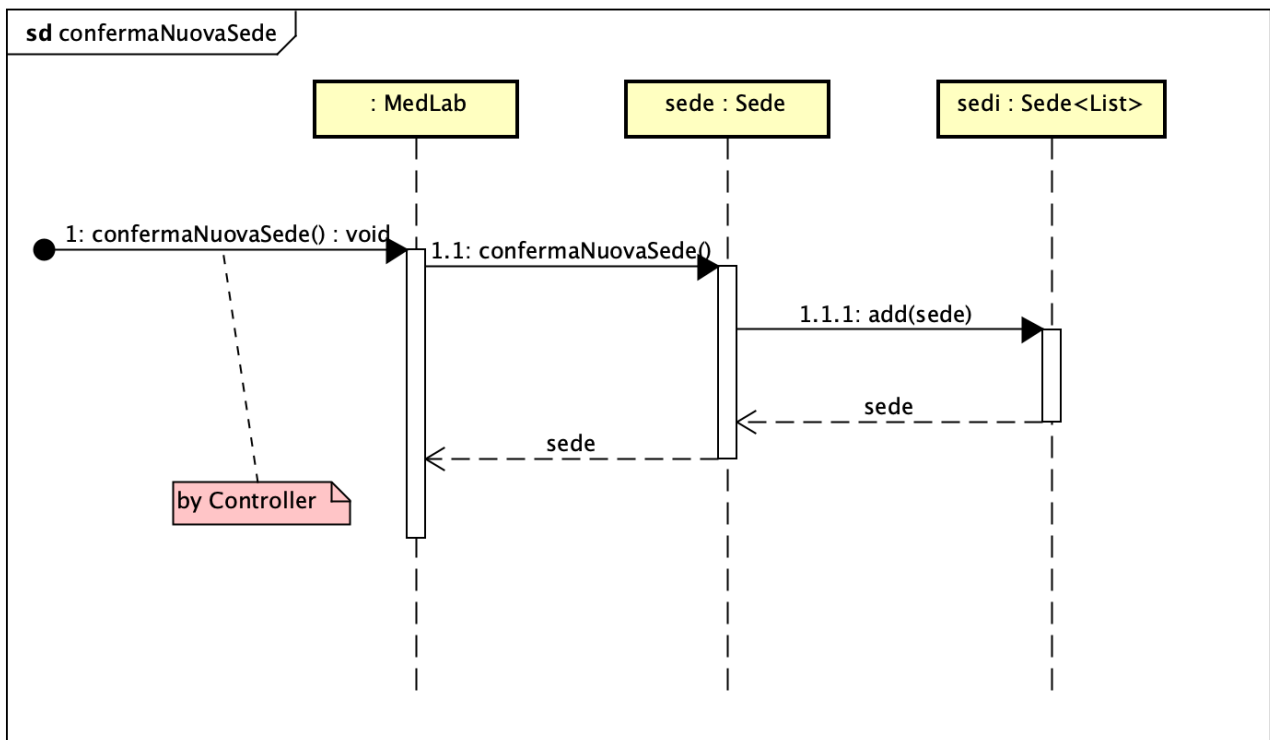 sd confermaNuovaSede
: MedLab
sede : Sede
sedi : Sede<List>
1: confermaNuovaSede() : void
1.1: confermaNuovaSede()
1.1.1: add(sede)
sede
sede
by Controller